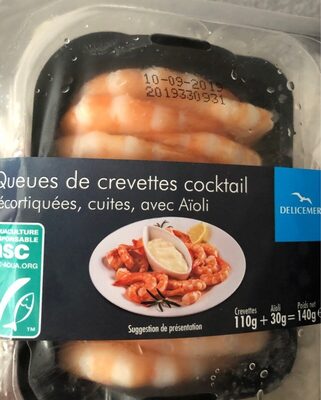 10-09-2019
2019330931
Queues de crevettes cocktail
écortiquées, cuites, avec Aïoli
DELICEMER
AQUACULTURE
RESPONSABLE
asc
AQUA.ORG
TM
Suggestion de présentation
Crevettes Aïoli Poids net
110g + 30g = 140g e